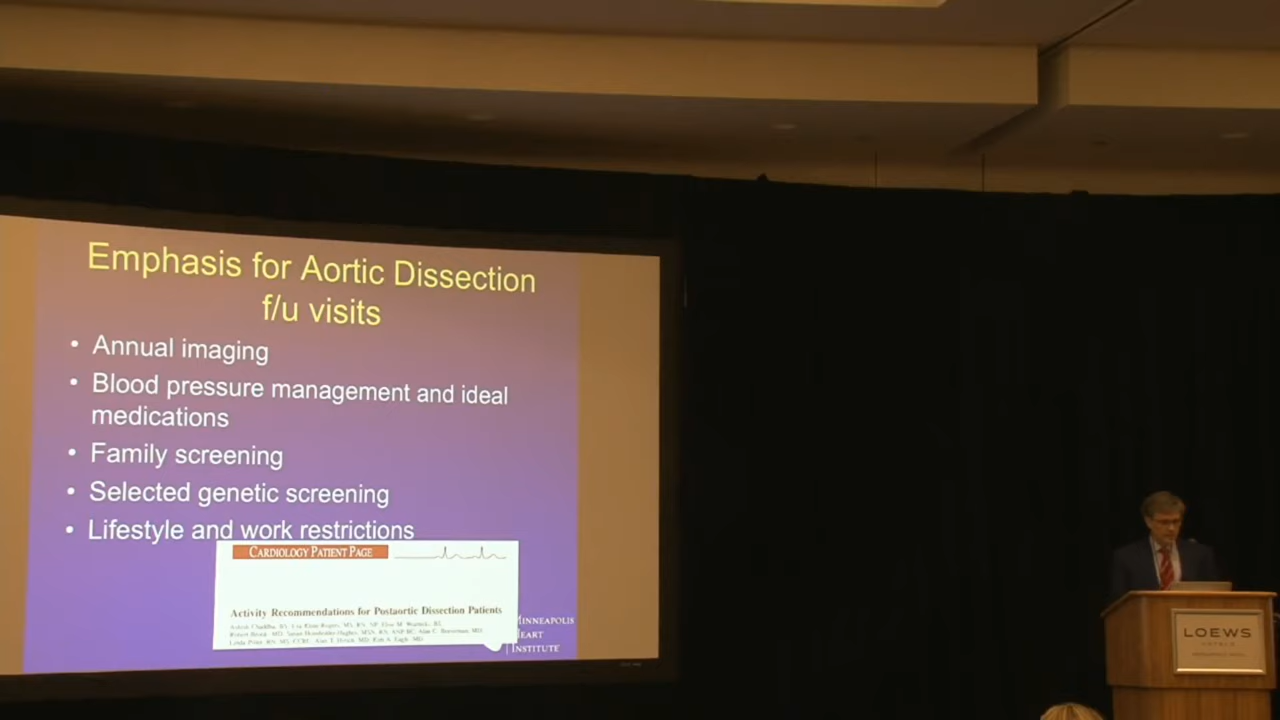 Emphasis for Aortic Dissection
f/u visits
• Annual imaging
• Blood pressure management and ideal
medications
• Family screening
• Selected genetic screening
• Lifestyle and work restrictions
CARDIOLOGY PATIENT PAGE
Activity Recommendations for Postaortic Dissection Patients
MINNEAPOLIS
HEART
INSTITUTE
LOEWS
HOTELS